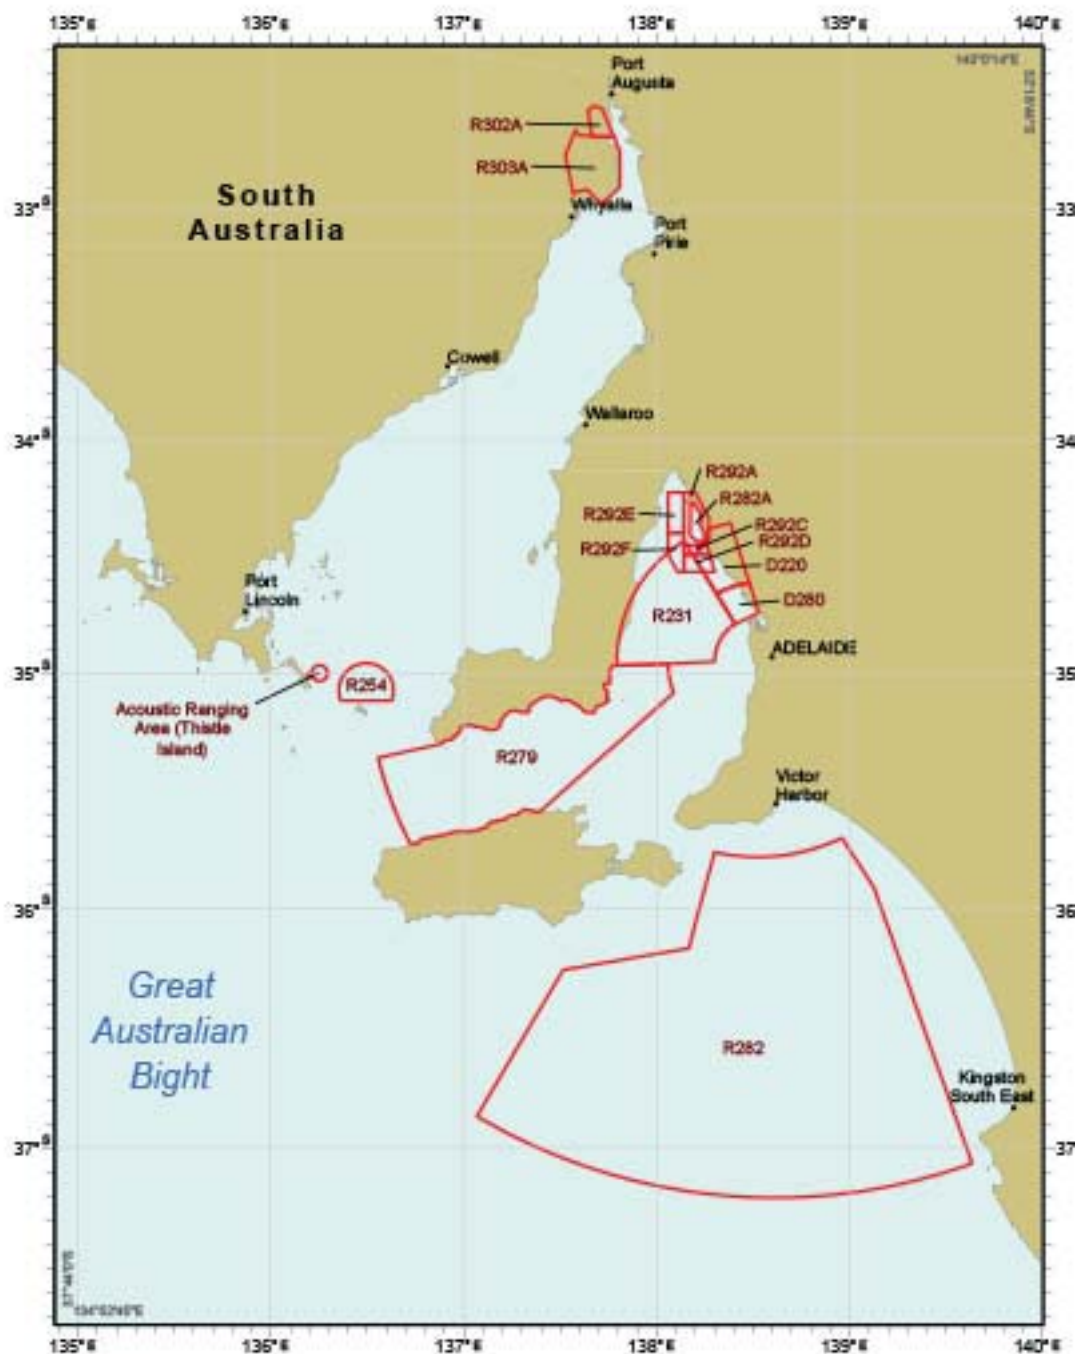 135°E 136°E 137°E 138°E 139°E 140°E
Port
Augusta
R302A
R303A
South
Australia
33°S
33°S
Whyalla
Port
Pirie
Cowell
Wallaroo
34°S
34°S
R292A
R282A
R292E
R292C
R292F
R292D
D220
D280
Port
Lincoln
R231
ADELAIDE
35°S
35°S
R254
Acoustic Ranging
Area (Thistle
Island)
R279
Victor
Harbor
36°S
36°S
Great
Australian
Bight
R282
Kingston
South East
37°S
37°S
135°E 136°E 137°E 138°E 139°E 140°E